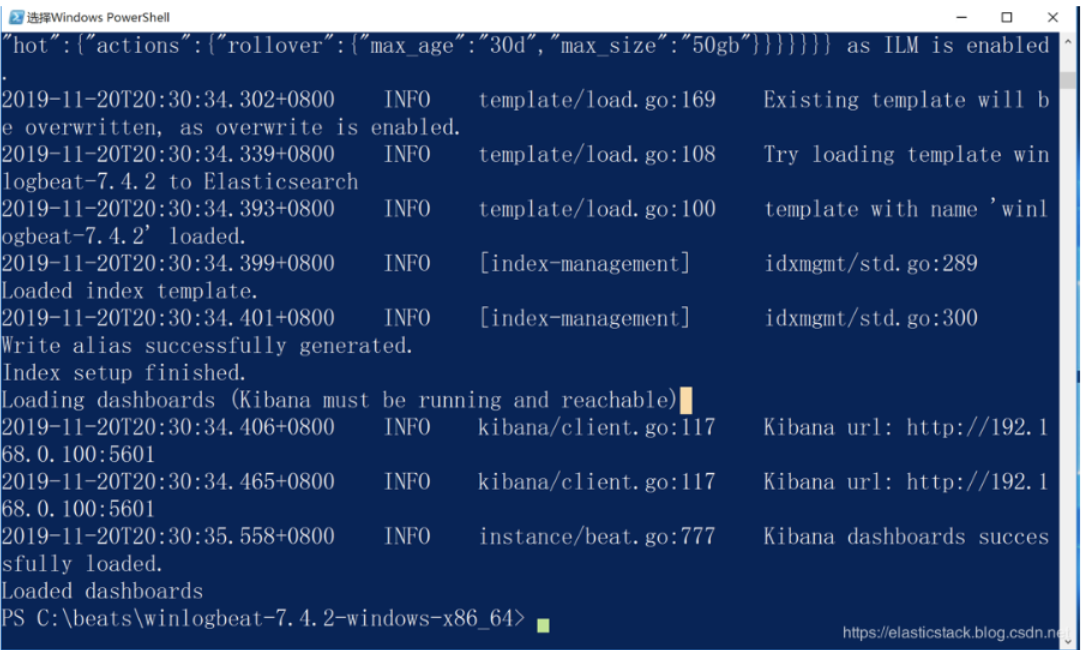 选择Windows PowerShell
"hot":{"actions":{"rollover":{"max_age":"30d","max_size":"50gb"}}}}}}} as ILM is enabled
.
2019-11-20T20:30:34.302+0800 INFO template/load.go:169 Existing template will b
e overwritten, as overwrite is enabled.
2019-11-20T20:30:34.339+0800 INFO template/load.go:108 Try loading template win
logbeat-7.4.2 to Elasticsearch
2019-11-20T20:30:34.393+0800 INFO template/load.go:100 template with name 'winl
ogbeat-7.4.2' loaded.
2019-11-20T20:30:34.399+0800 INFO [index-management] idxmgmt/std.go:289
Loaded index template.
2019-11-20T20:30:34.401+0800 INFO [index-management] idxmgmt/std.go:300
Write alias successfully generated.
Index setup finished.
Loading dashboards (Kibana must be running and reachable)
2019-11-20T20:30:34.406+0800 INFO kibana/client.go:117 Kibana url: http://192.1
68.0.100:5601
2019-11-20T20:30:34.465+0800 INFO kibana/client.go:117 Kibana url: http://192.1
68.0.100:5601
2019-11-20T20:30:35.558+0800 INFO instance/beat.go:777 Kibana dashboards succes
sfully loaded.
Loaded dashboards
PS C:\beats\winlogbeat-7.4.2-windows-x86_64>
https://elasticstack.blog.csdn.net